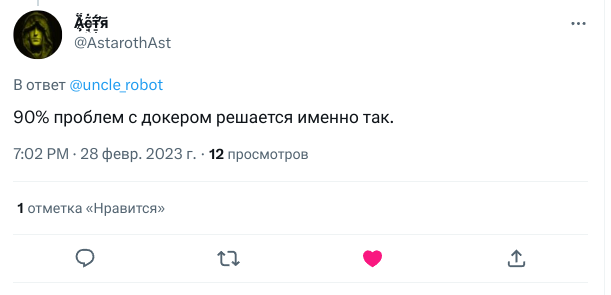 Астя
@AstarothAst
В ответ @uncle_robot
90% проблем с докером решается именно так.
7:02 PM · 28 февр. 2023 г. · 12 просмотров
1 отметка «Нравится»